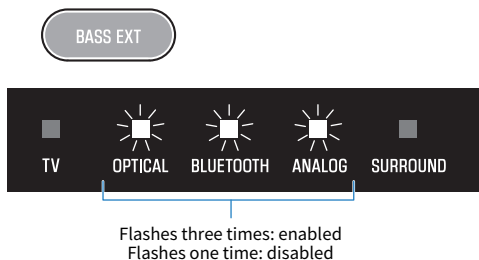 BASS EXT
TV OPTICAL BLUETOOTH ANALOG SURROUND
Flashes three times: enabled
Flashes one time: disabled